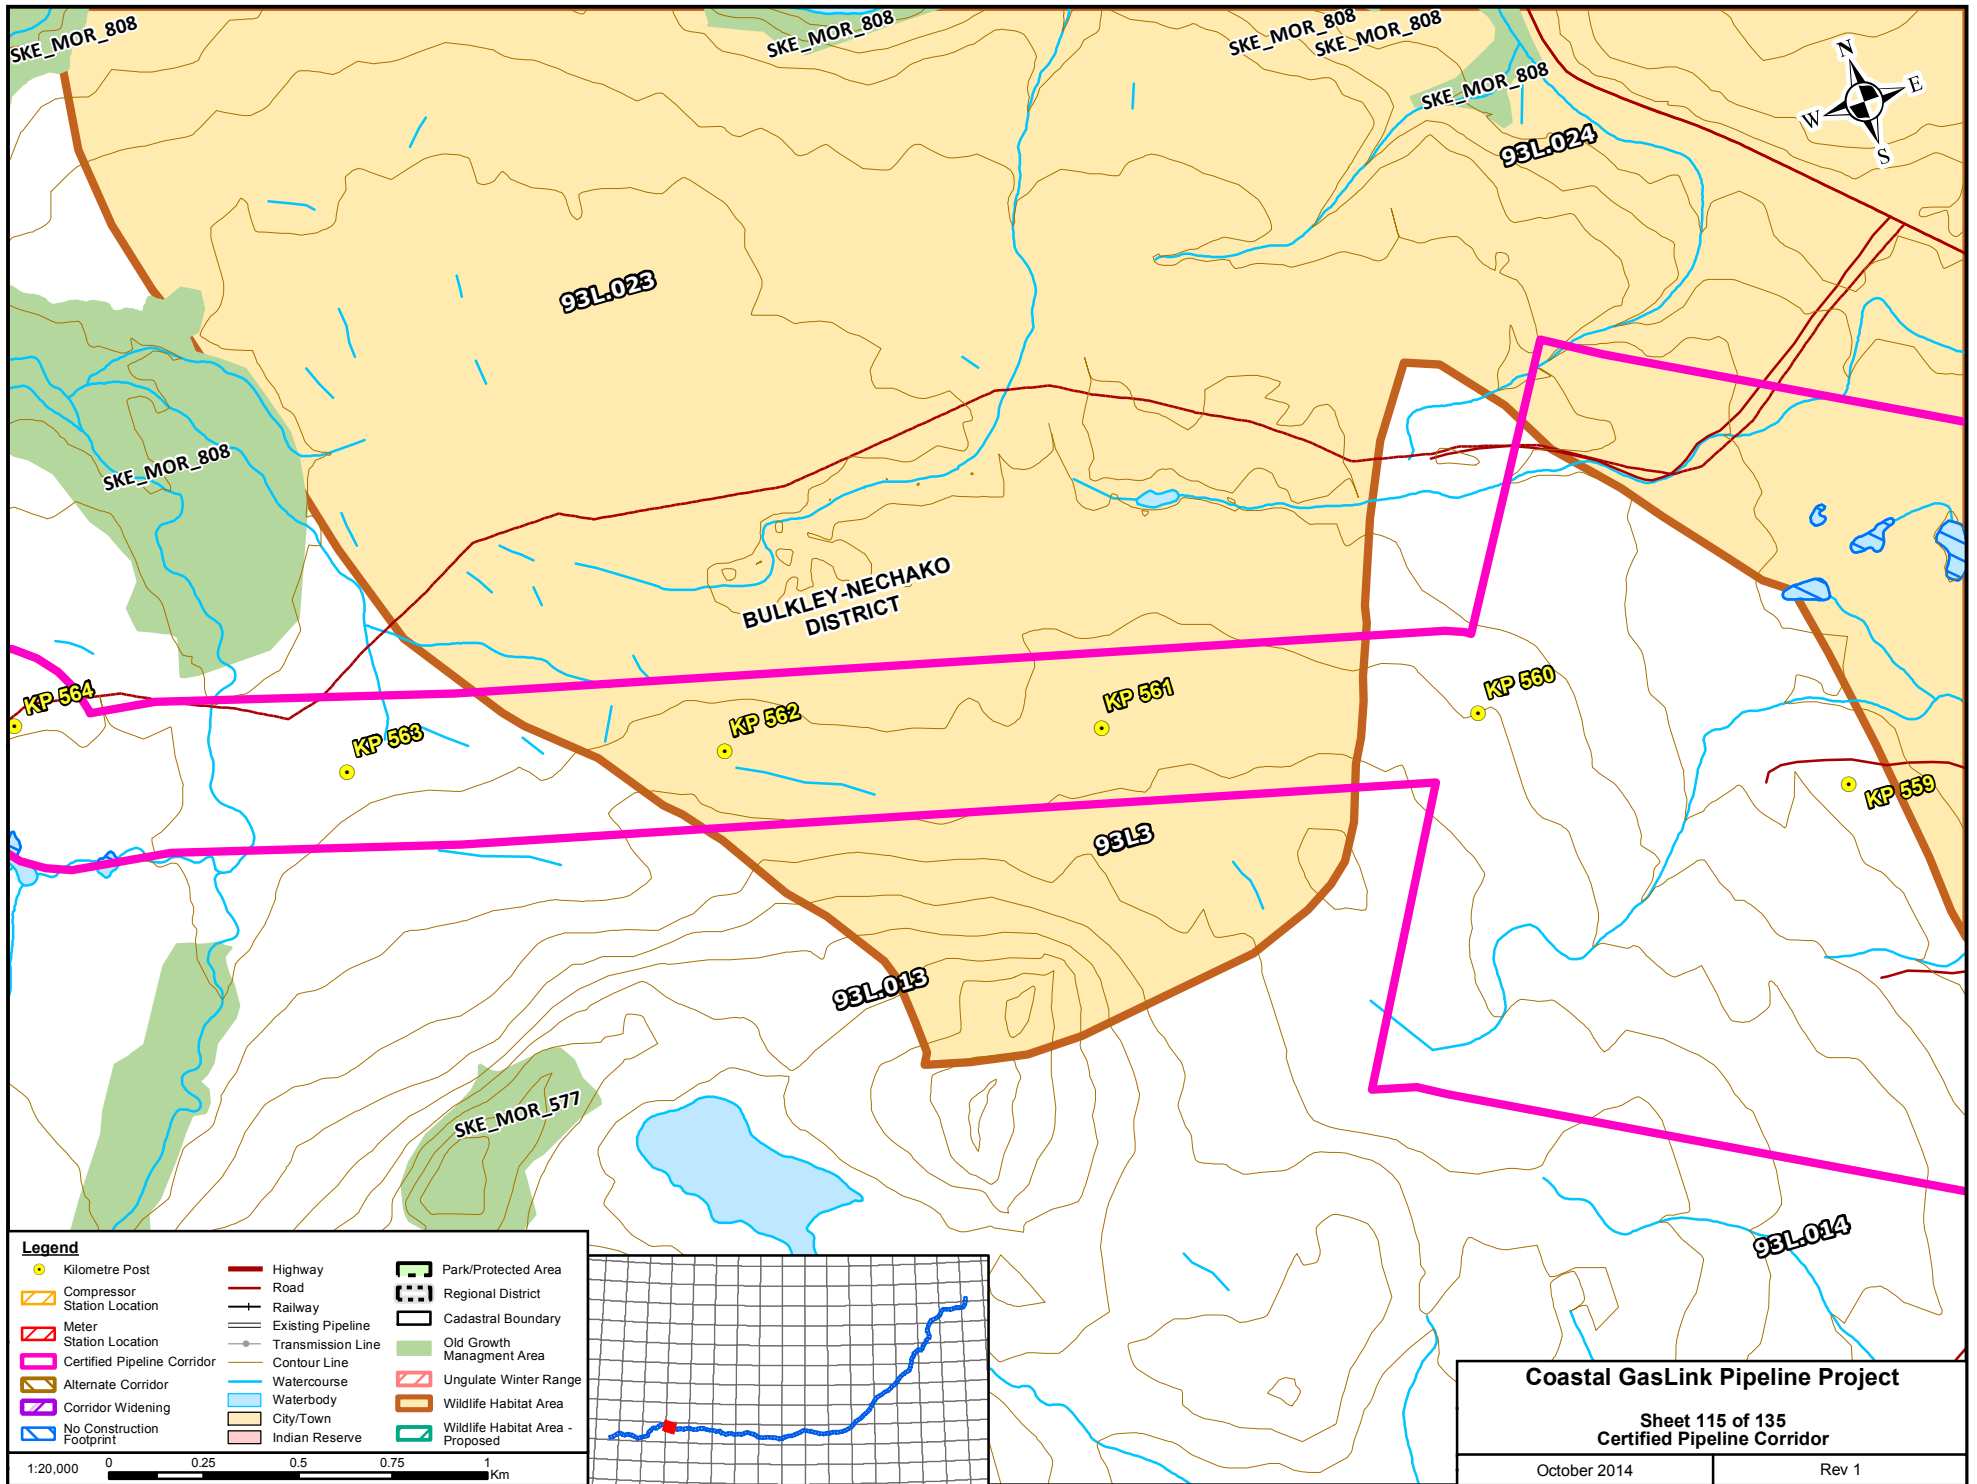 SKE_MOR_808
SKE_MOR_808
SKE_MOR_808
SKE_MOR_808
SKE_MOR_808
N
E
W
S
93L.024
93L.023
SKE_MOR_808
BULKLEY-NECHAKO
DISTRICT
KP 564
KP 563
KP 562
KP 561
KP 560
KP 559
93L3
93L.013
SKE_MOR_577
93L.014
Legend
Kilometre Post
Compressor
Station Location
Meter
Station Location
Certified Pipeline Corridor
Alternate Corridor
Corridor Widening
No Construction
Footprint
Highway
Road
Railway
Existing Pipeline
Transmission Line
Contour Line
Watercourse
Waterbody
City/Town
Indian Reserve
Park/Protected Area
Regional District
Cadastral Boundary
Old Growth
Managment Area
Ungulate Winter Range
Wildlife Habitat Area
Wildlife Habitat Area -
Proposed
1:20,000
0 0.25 0.5 0.75 1
Km
Coastal GasLink Pipeline Project
Sheet 115 of 135
Certified Pipeline Corridor
October 2014
Rev 1